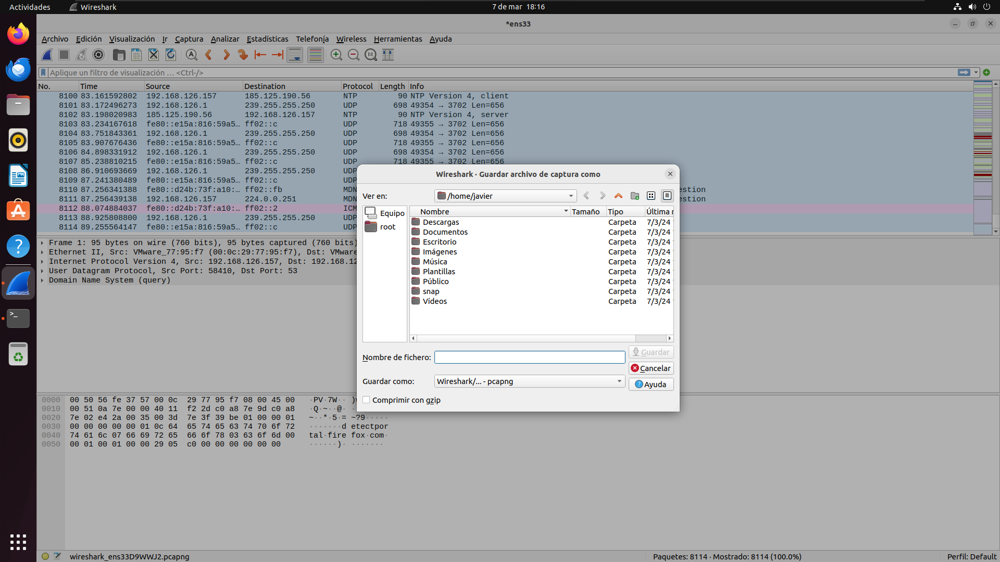 Actividades Wireshark 7 de mar 18:16
*ens33
Archivo Edición Visualización Ir Captura Analizar Estadísticas Telefonía Wireless Herramientas Ayuda
Aplique un filtro de visualización … <Ctrl-/>
No. Time Source Destination Protocol Length Info
8100 83.161592802 192.168.126.157 185.125.190.56 NTP 90 NTP Version 4, client
8101 83.172496273 192.168.126.1 239.255.255.250 UDP 698 49354 → 3702 Len=656
8102 83.198020983 185.125.190.56 192.168.126.157 NTP 90 NTP Version 4, server
8103 83.234167618 fe80::e15a:816:59a5… ff02::c UDP 718 49355 → 3702 Len=656
8104 83.751843361 192.168.126.1 239.255.255.250 UDP 698 49354 → 3702 Len=656
8105 83.907676436 fe80::e15a:816:59a5… ff02::c UDP 718 49355 → 3702 Len=656
8106 84.898331912 192.168.126.1 239.255.255.250 UDP 698 49354 → 3702 Len=656
8107 85.238810215 fe80::e15a:816:59a5… ff02::c UDP 718 49355 → 3702 Len=656
8108 86.910693669 192.168.126.1 239.255.255.250 UDP
8109 87.241380489 fe80::e15a:816:59a5… ff02::c UDP
8110 87.256341388 fe80::d24b:73f:a10:… ff02::fb MDN estion
8111 87.256439138 192.168.126.157 224.0.0.251 MDN estion
8112 88.074884037 fe80::d24b:73f:a10:… ff02::2 ICM
8113 88.925808800 192.168.126.1 239.255.255.250 UDP
8114 89.255564147 fe80::e15a:816:59a5… ff02::c UDP
Frame 1: 95 bytes on wire (760 bits), 95 bytes captured (760 bits)
Ethernet II, Src: VMware_77:95:f7 (00:0c:29:77:95:f7), Dst: VMware
Internet Protocol Version 4, Src: 192.168.126.157, Dst: 192.168.12
User Datagram Protocol, Src Port: 58410, Dst Port: 53
Domain Name System (query)
Wireshark · Guardar archivo de captura como
Ver en: /home/javier
Equipo
root
Nombre Tamaño Tipo Última
Descargas Carpeta 7/3/24
Documentos Carpeta 7/3/24
Escritorio Carpeta 7/3/24
Imágenes Carpeta 7/3/24
Música Carpeta 7/3/24
Plantillas Carpeta 7/3/24
Público Carpeta 7/3/24
snap Carpeta 7/3/24
Vídeos Carpeta 7/3/24
Nombre de fichero: Guardar
Cancelar
Guardar como: Wireshark/... - pcapng Ayuda
Comprimir con gzip
0000 00 50 56 fe 37 57 00 0c 29 77 95 f7 08 00 45 00 ·PV·7W·· )
0010 00 51 0a 7e 00 00 40 11 f2 2d c0 a8 7e 9d c0 a8 ·Q·~··@·
0020 7e 02 e4 2a 00 35 00 3d 7e 3f 39 be 01 00 00 01 ~··*·5·= ~?9·····
0030 00 00 00 00 00 01 0c 64 65 74 65 63 74 70 6f 72 ·······d etectpor
0040 74 61 6c 07 66 69 72 65 66 6f 78 03 63 6f 6d 00 tal·fire fox·com·
0050 00 01 00 01 00 00 29 05 c0 00 00 00 00 00 00 ······)· ·······
wireshark_ens33D9WWJ2.pcapng Paquetes: 8114 · Mostrado: 8114 (100.0%) Perfil: Default